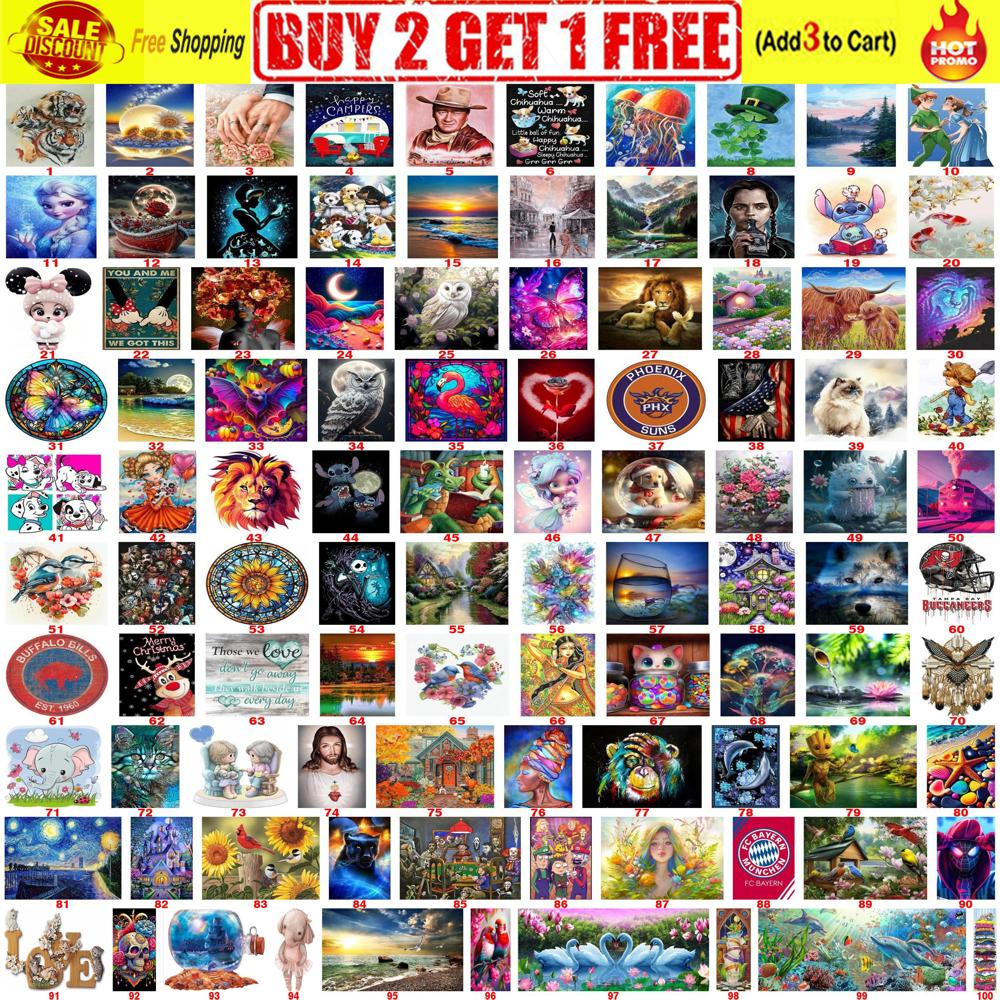 SALE
DISCOUNT
Free Shopping
BUY 2 GET 1 FREE
(Add 3 to Cart)
HOT
PROMO
happy
CAMPERS
Soft
Chihuahua ...
Warm
Chihuahua...
Little ball of fun.
Happy
Chihuahua ....
Sleepy Chihuahua...
Grr Grr Grr
1 2 3 4 5 6 7 8 9 10
11 12 13 14 15 16 17 18 19 20
YOU AND ME
WE GOT THIS
21 22 23 24 25 26 27 28 29 30
PHOENIX
PHX
SUNS
31 32 33 34 35 36 37 38 39 40
41 42 43 44 45 46 47 48 49 50
TAMPA BAY
BUCCANEERS
51 52 53 54 55 56 57 58 59 60
BUFFALO BILLS
EST. 1960
Merry
Christmas
Those we love
don't go away
they walk beside us
every day
61 62 63 64 65 66 67 68 69 70
71 72 73 74 75 76 77 78 79 80
FC BAYERN
MÜNCHEN
FC BAYERN
81 82 83 84 85 86 87 88 89 90
LOVE
91 92 93 94 95 96 97 98 99 100